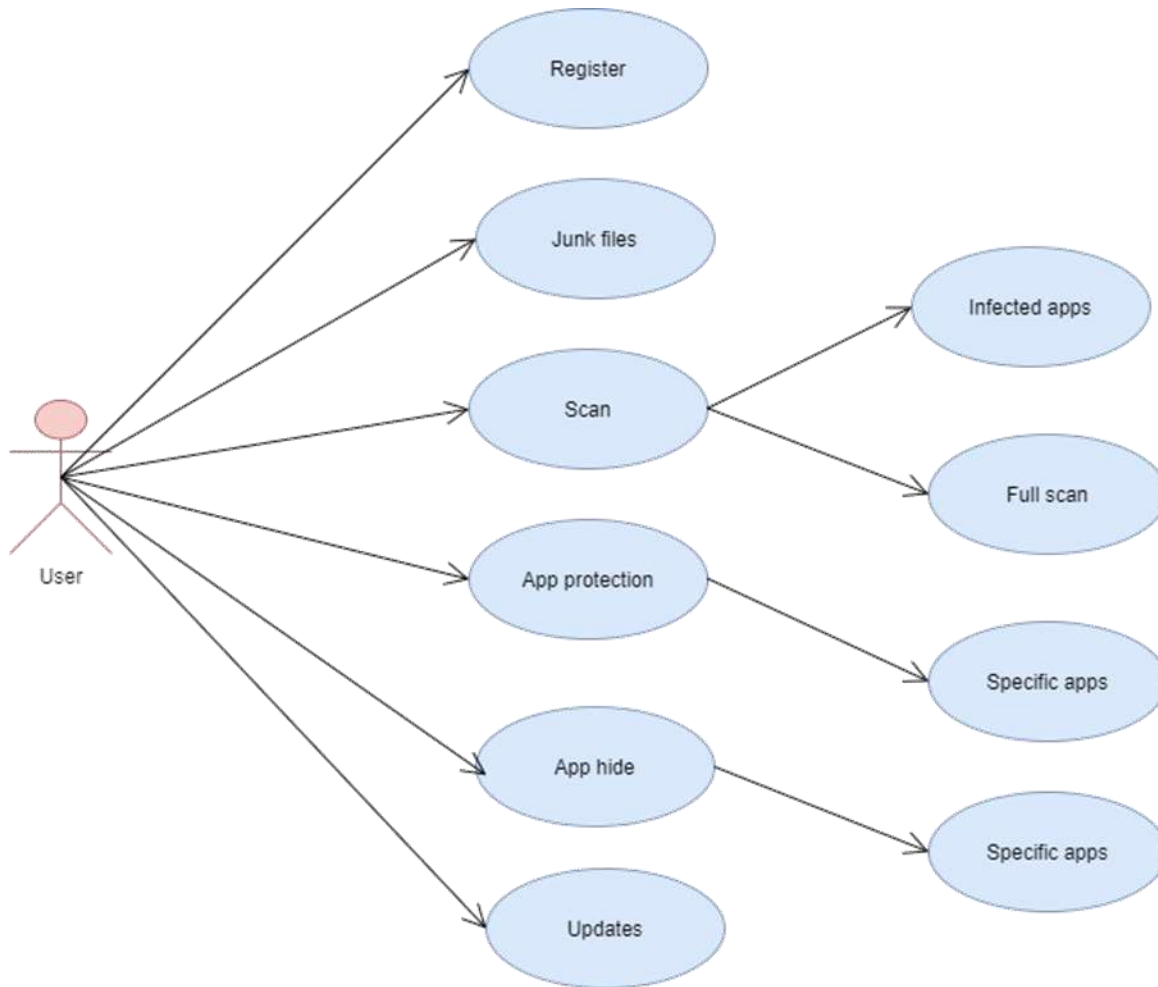 Register
Junk files
Infected apps
Scan
Full scan
User
App protection
Specific apps
App hide
Specific apps
Updates